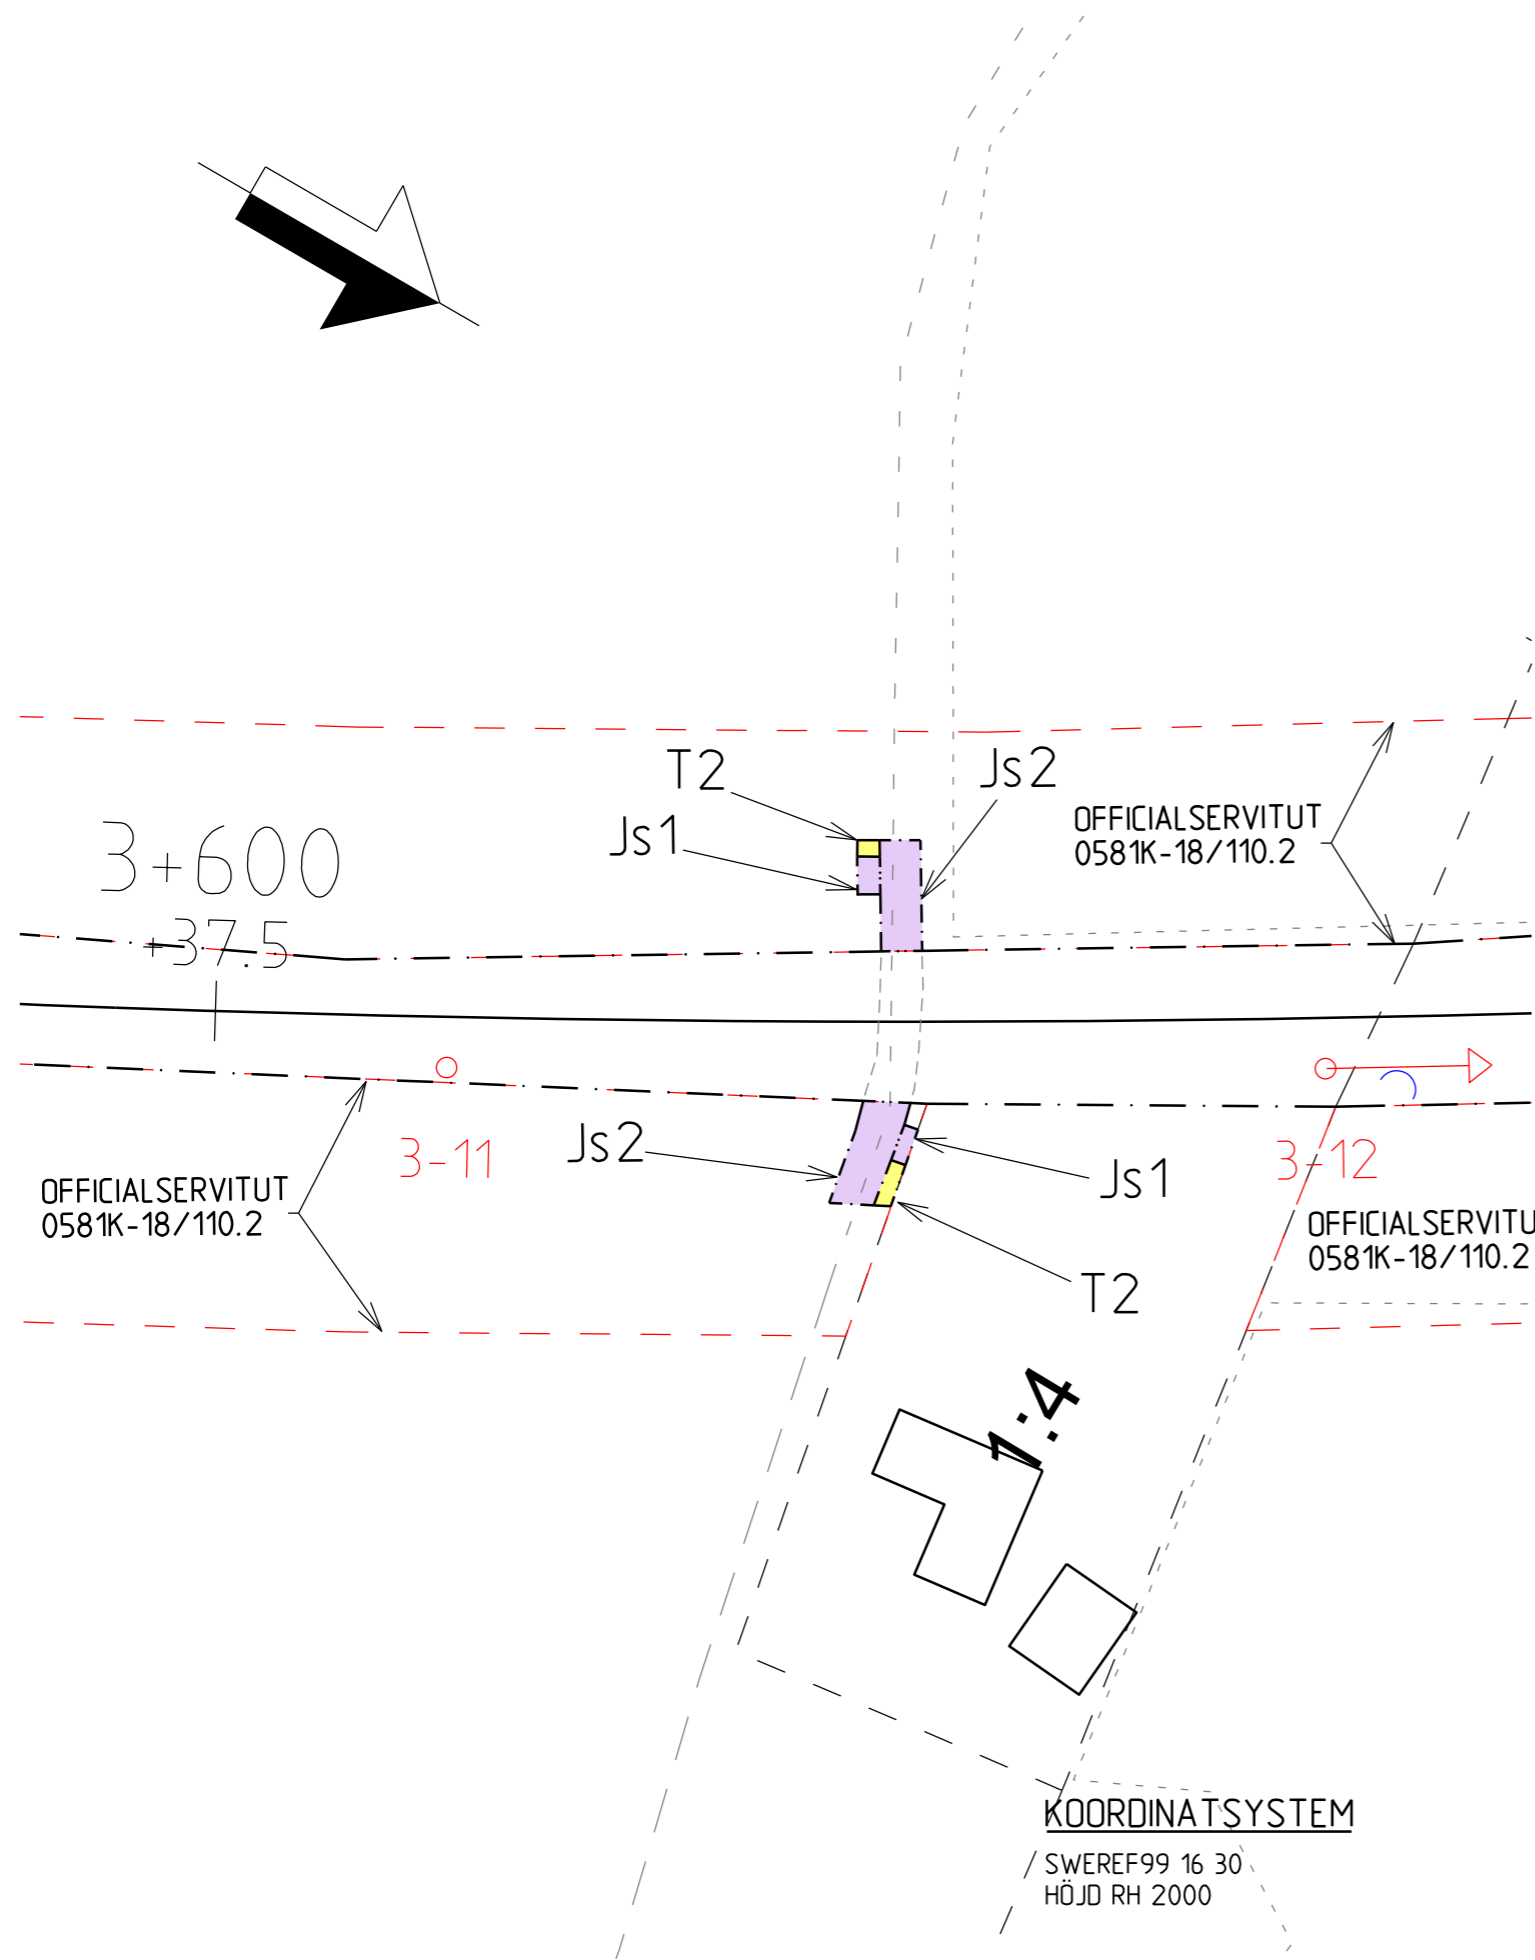 T2
Js2
Js1
OFFICIALSERVITUT
0581K-18/110.2
3+600
+37.5
Js2
3-11
Js1
3-12
OFFICIALSERVITUT
0581K-18/110.2
OFFICIALSERVITU
0581K-18/110.2
T2
1:4
KOORDINATSYSTEM
SWEREF99 16 30
HÖJD RH 2000